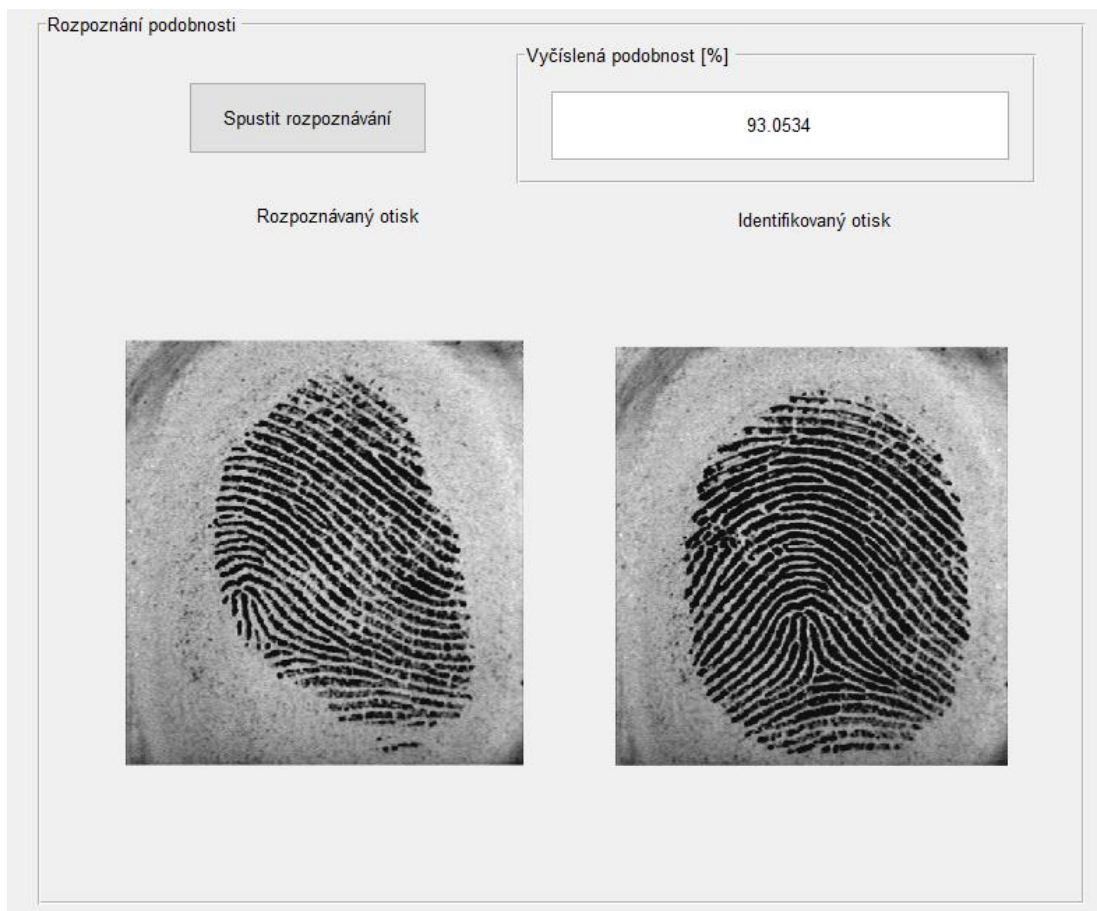 Rozpoznání podobnosti
Vyčíslená podobnost [%]
Spustit rozpoznávání
93.0534
Rozpoznávaný otisk
Identifikovaný otisk